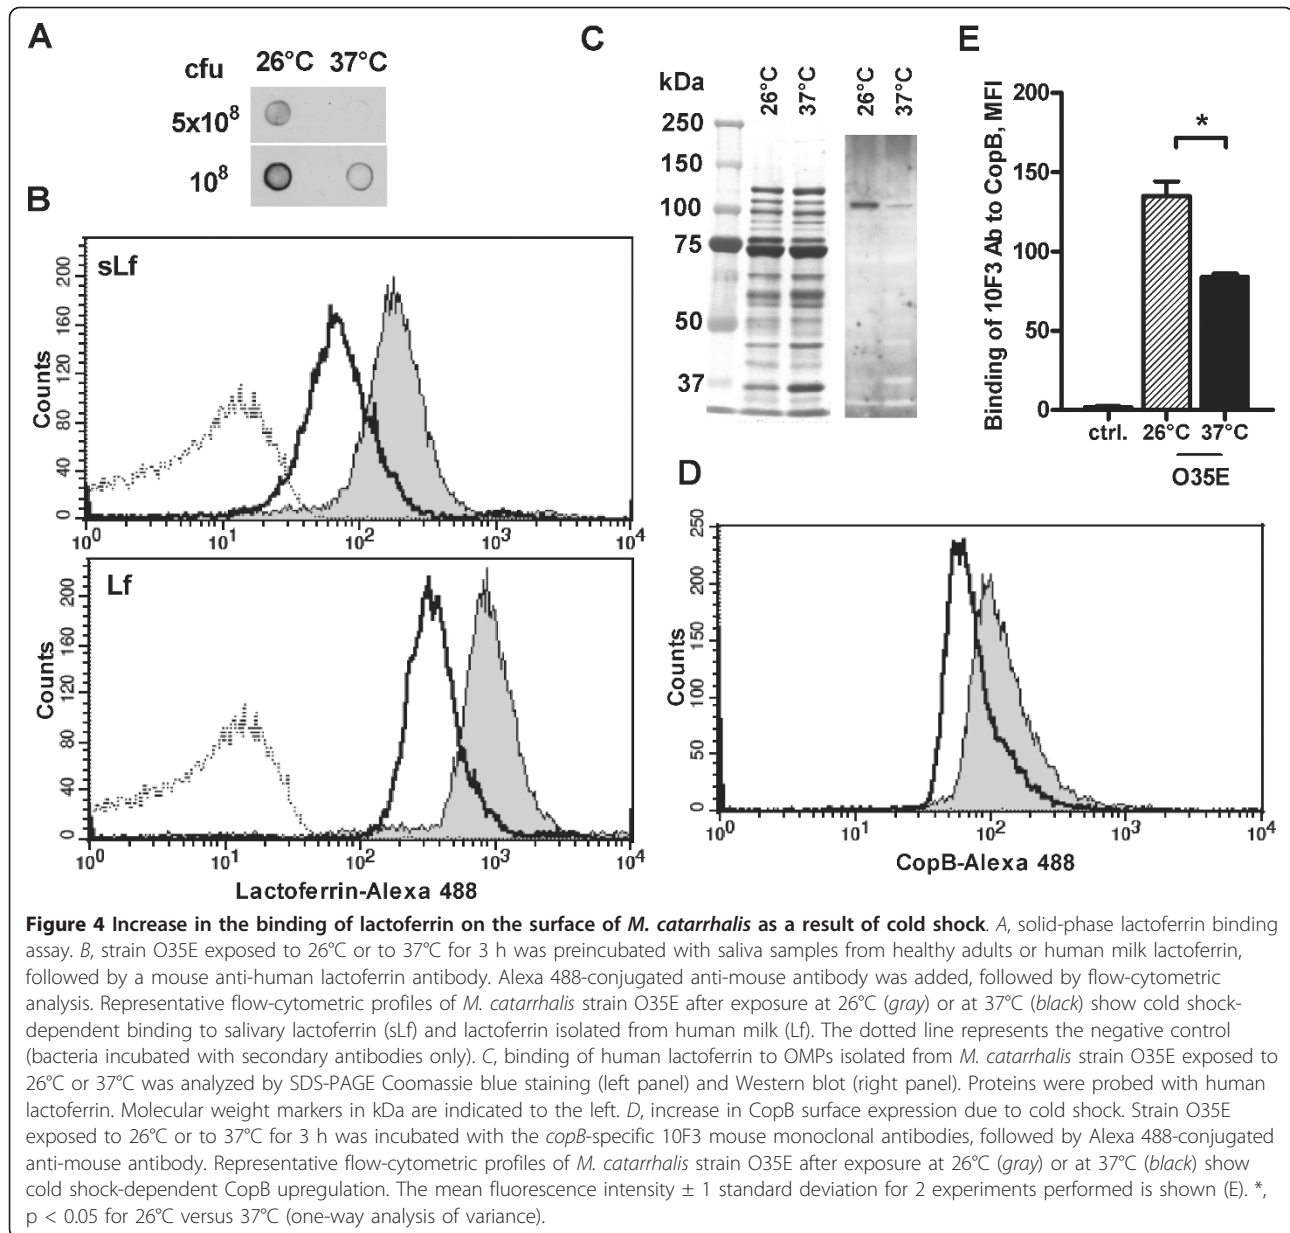 A
cfu 26°C 37°C
5x10⁸
10⁸
B
sLf
Counts
200
160
120
80
40
0
10⁰ 10¹ 10² 10³ 10⁴
Lf
Counts
200
160
120
80
40
0
10⁰ 10¹ 10² 10³ 10⁴
Lactoferrin-Alexa 488
C
kDa 26°C 37°C 26°C 37°C
250
150
100
75
50
37
E
Binding of 10F3 Ab to CopB, MFI
200
150
100
50
0
*
ctrl. 26°C 37°C
O35E
D
Counts
250
200
150
100
50
0
10⁰ 10¹ 10² 10³ 10⁴
CopB-Alexa 488
Figure 4 Increase in the binding of lactoferrin on the surface of M. catarrhalis as a result of cold shock. A, solid-phase lactoferrin binding
assay. B, strain O35E exposed to 26°C or to 37°C for 3 h was preincubated with saliva samples from healthy adults or human milk lactoferrin,
followed by a mouse anti-human lactoferrin antibody. Alexa 488-conjugated anti-mouse antibody was added, followed by flow-cytometric
analysis. Representative flow-cytometric profiles of M. catarrhalis strain O35E after exposure at 26°C (gray) or at 37°C (black) show cold shock-
dependent binding to salivary lactoferrin (sLf) and lactoferrin isolated from human milk (Lf). The dotted line represents the negative control
(bacteria incubated with secondary antibodies only). C, binding of human lactoferrin to OMPs isolated from M. catarrhalis strain O35E exposed to
26°C or 37°C was analyzed by SDS-PAGE Coomassie blue staining (left panel) and Western blot (right panel). Proteins were probed with human
lactoferrin. Molecular weight markers in kDa are indicated to the left. D, increase in CopB surface expression due to cold shock. Strain O35E
exposed to 26°C or to 37°C for 3 h was incubated with the copB-specific 10F3 mouse monoclonal antibodies, followed by Alexa 488-conjugated
anti-mouse antibody. Representative flow-cytometric profiles of M. catarrhalis strain O35E after exposure at 26°C (gray) or at 37°C (black) show
cold shock-dependent CopB upregulation. The mean fluorescence intensity ± 1 standard deviation for 2 experiments performed is shown (E). *,
p < 0.05 for 26°C versus 37°C (one-way analysis of variance).